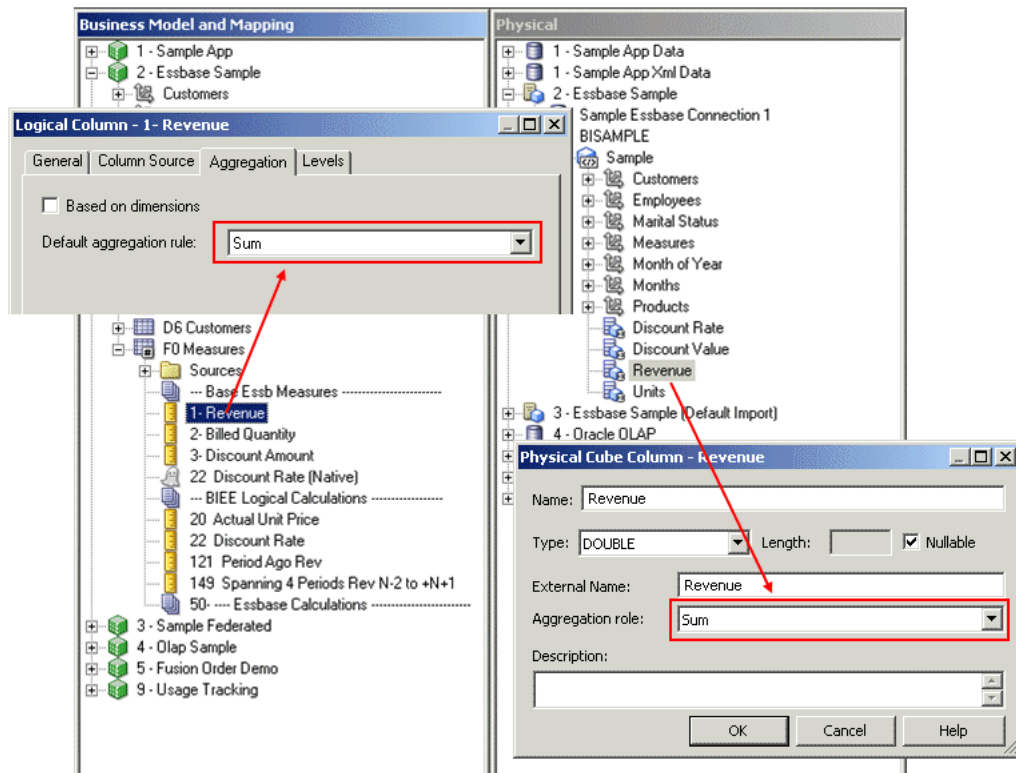 Business Model and Mapping
1 - Sample App
2 - Essbase Sample
Customers
Logical Column - 1- Revenue
General
Column Source
Aggregation
Levels
Based on dimensions
Default aggregation rule:
Sum
D6 Customers
F0 Measures
Sources
--- Base Essb Measures --------------------
1- Revenue
2- Billed Quantity
3- Discount Amount
22 Discount Rate (Native)
--- BIEE Logical Calculations ---------------
20 Actual Unit Price
22 Discount Rate
121 Period Ago Rev
149 Spanning 4 Periods Rev N-2 to +N+1
50- ---- Essbase Calculations --------------------
3 - Sample Federated
4 - Olap Sample
5 - Fusion Order Demo
9 - Usage Tracking
Physical
1 - Sample App Data
1 - Sample App Xml Data
2 - Essbase Sample
Sample Essbase Connection 1
BISAMPLE
Sample
Customers
Employees
Marital Status
Measures
Month of Year
Months
Products
Discount Rate
Discount Value
Revenue
Units
3 - Essbase Sample (Default Import)
4 - Oracle OLAP
Physical Cube Column - Revenue
Name: Revenue
Type: DOUBLE Length: Nullable
External Name: Revenue
Aggregation role: Sum
Description:
OK Cancel Help